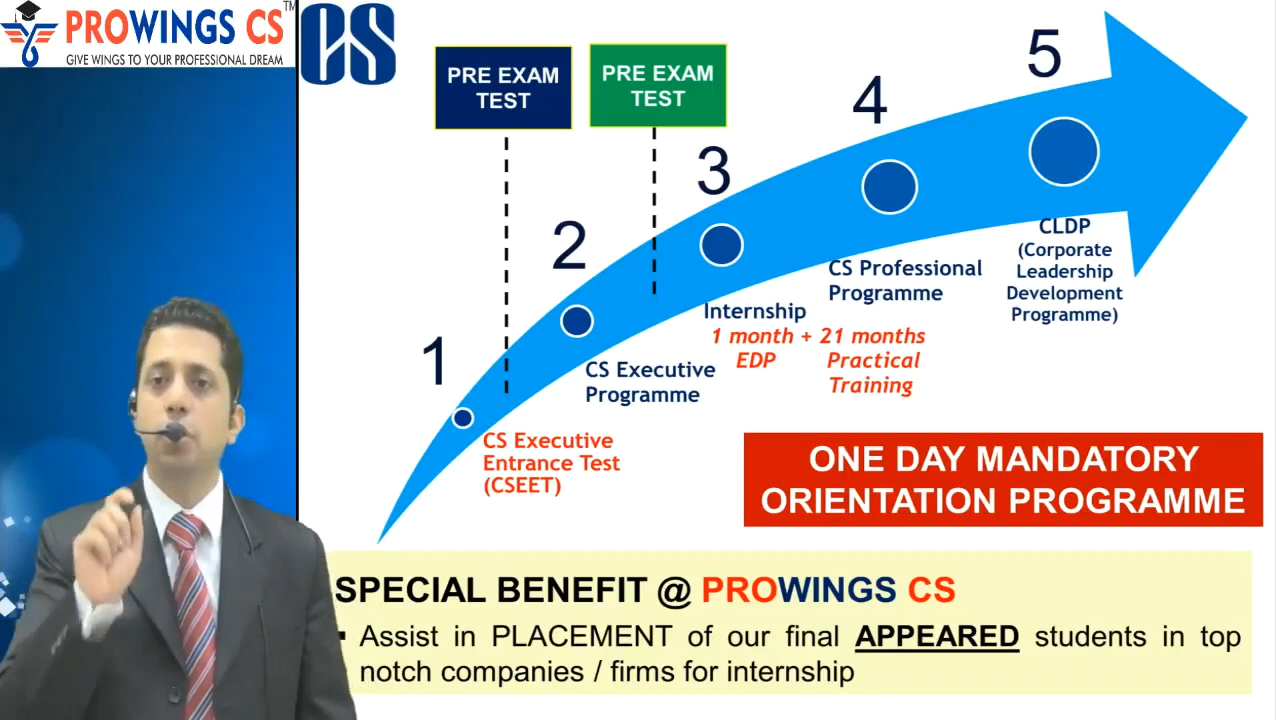 PROWINGS CS™
GIVE WINGS TO YOUR PROFESSIONAL DREAM
CS
PRE EXAM
TEST
PRE EXAM
TEST
1
CS Executive
Entrance Test
(CSEET)
2
CS Executive
Programme
3
Internship
1 month + 21 months
EDP Practical
Training
4
CS Professional
Programme
5
CLDP
(Corporate
Leadership
Development
Programme)
ONE DAY MANDATORY
ORIENTATION PROGRAMME
SPECIAL BENEFIT @ PROWINGS CS
▪ Assist in PLACEMENT of our final APPEARED students in top
notch companies / firms for internship